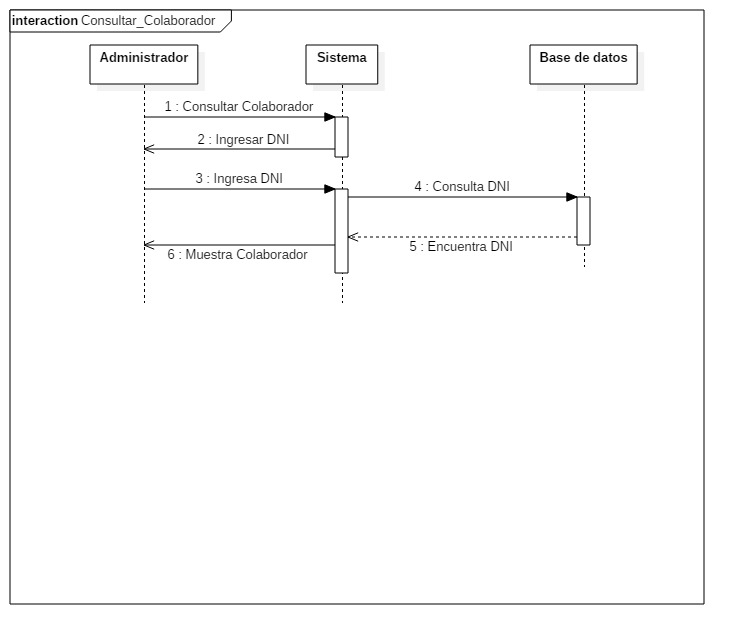 interaction Consultar_Colaborador
Administrador
Sistema
Base de datos
1 : Consultar Colaborador
2 : Ingresar DNI
3 : Ingresa DNI
4 : Consulta DNI
5 : Encuentra DNI
6 : Muestra Colaborador